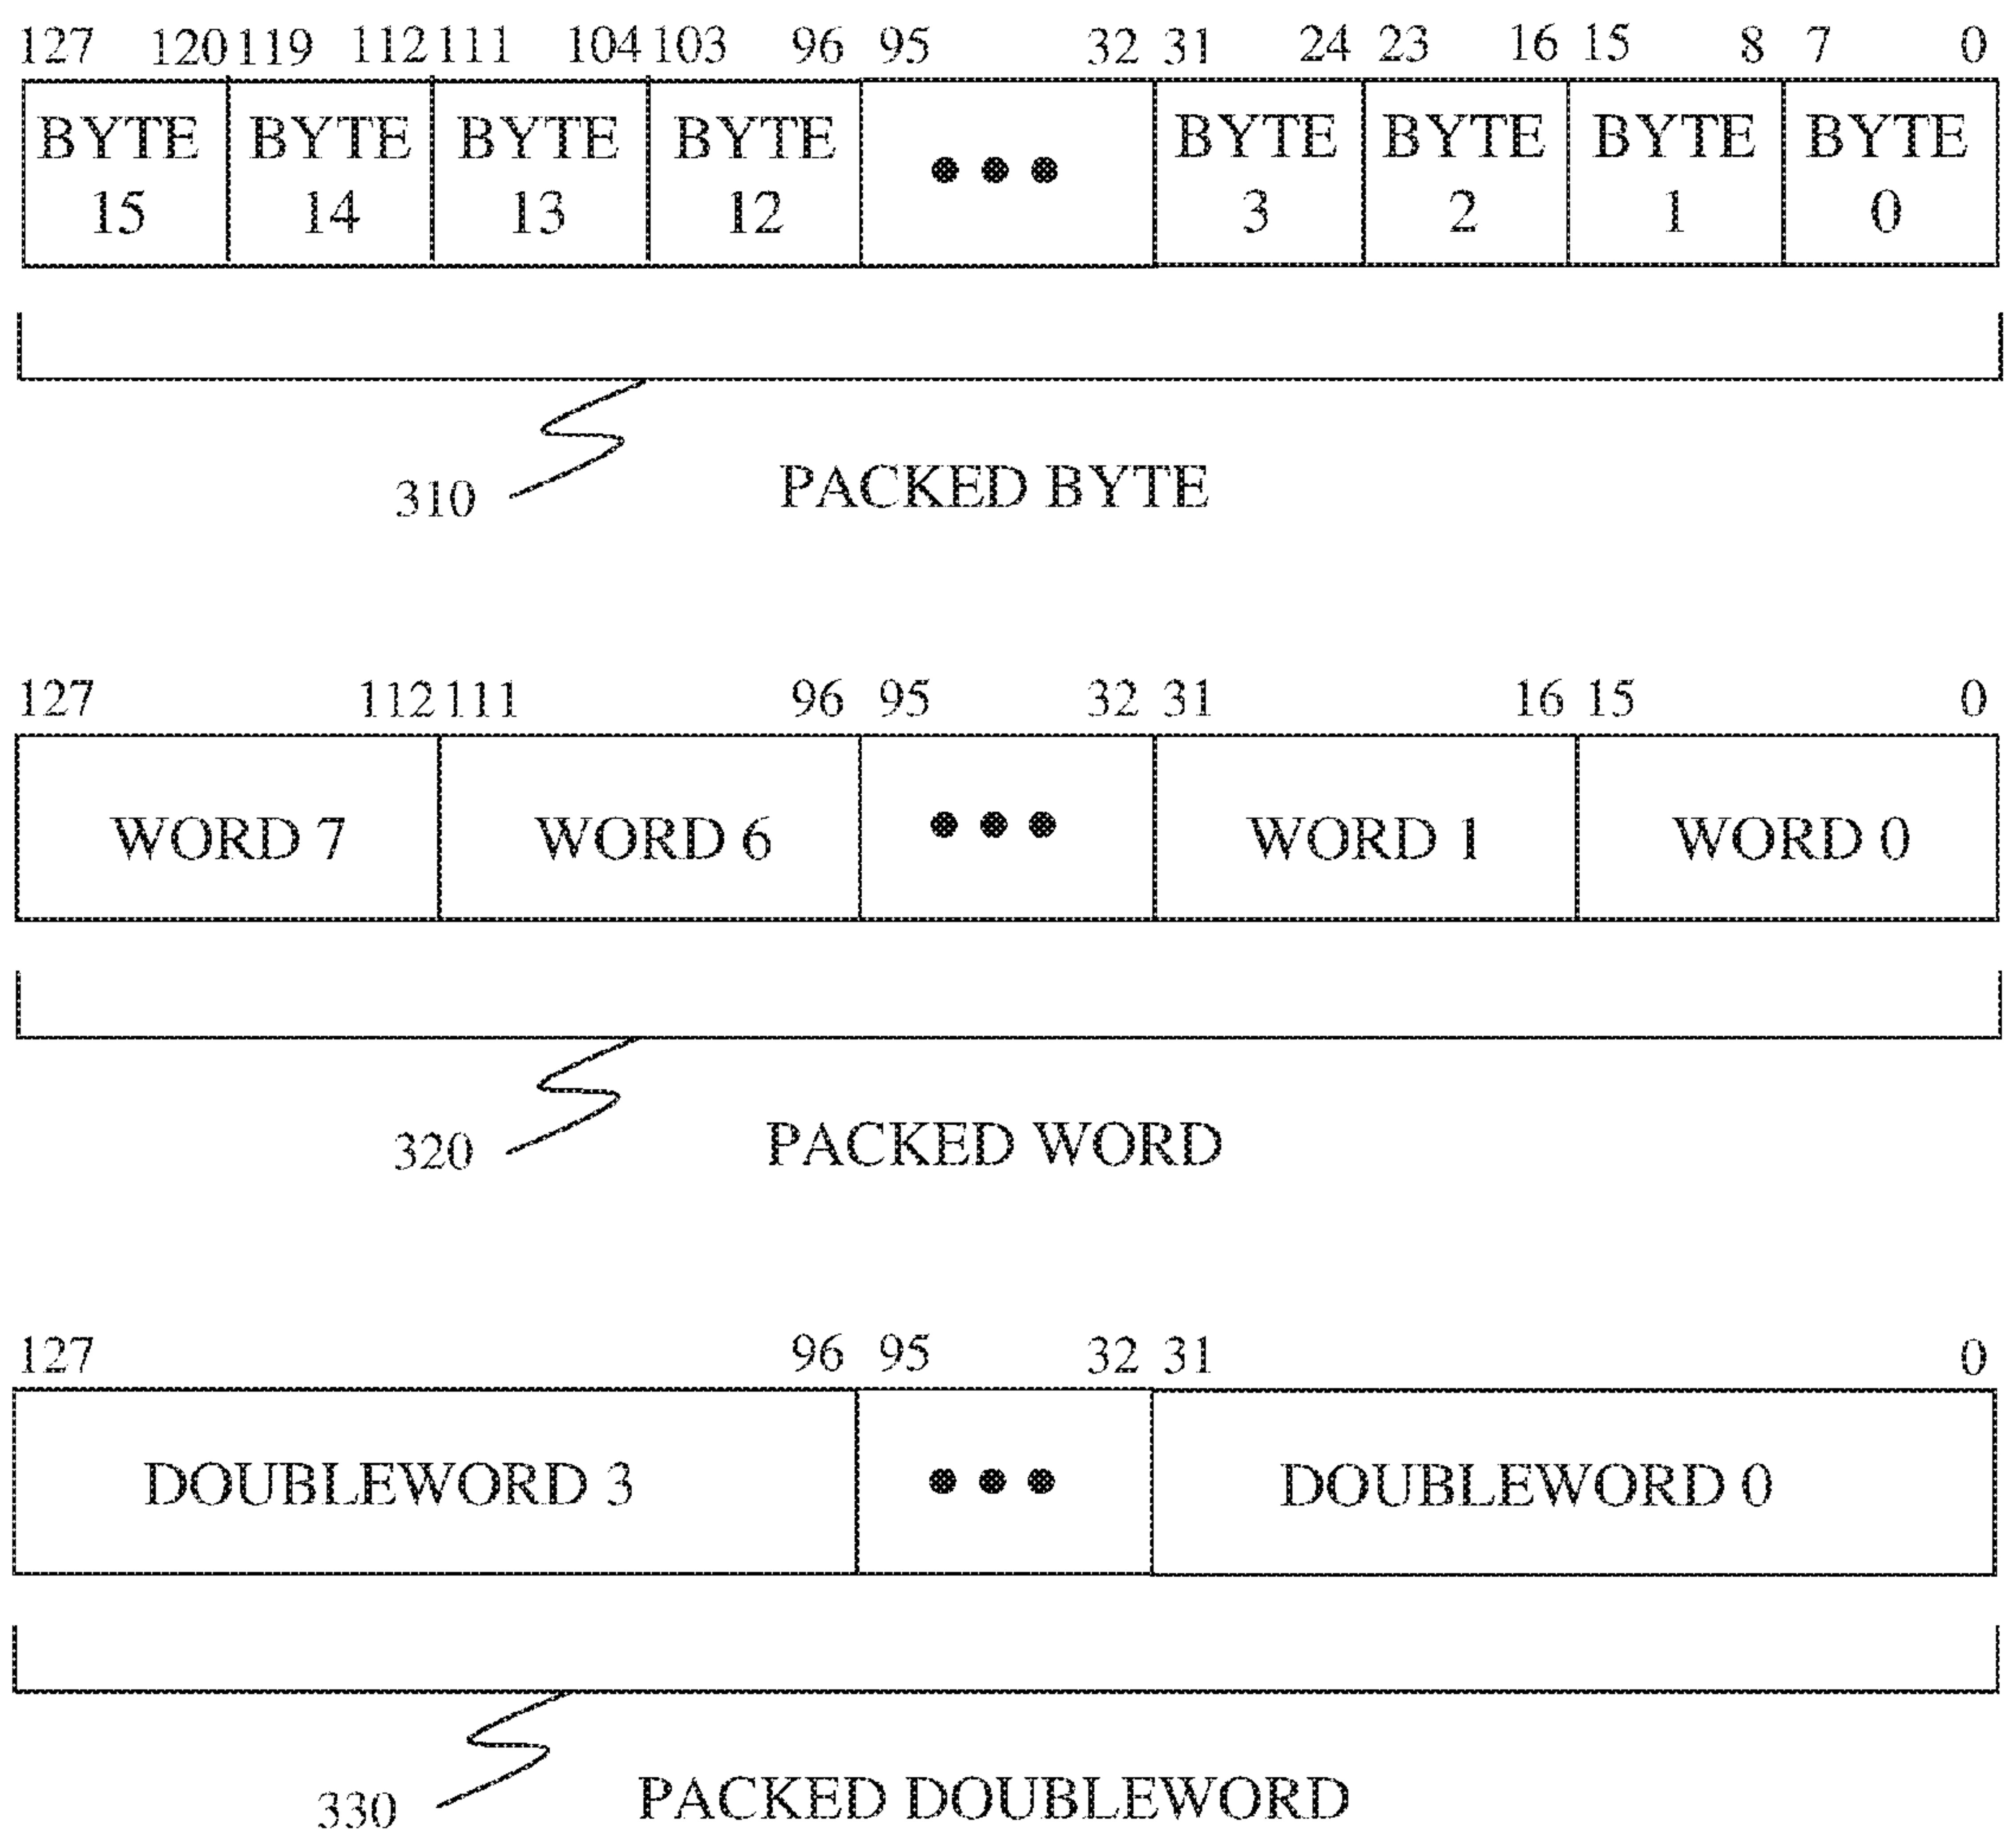 127 120 119 112 111 104 103 96 95 32 31 24 23 16 15 8 7 0
BYTE BYTE BYTE BYTE ••• BYTE BYTE BYTE BYTE
15 14 13 12 3 2 1 0
310 PACKED BYTE
127 112 111 96 95 32 31 16 15 0
WORD 7 WORD 6 ••• WORD 1 WORD 0
320 PACKED WORD
127 96 95 32 31 0
DOUBLEWORD 3 ••• DOUBLEWORD 0
330 PACKED DOUBLEWORD